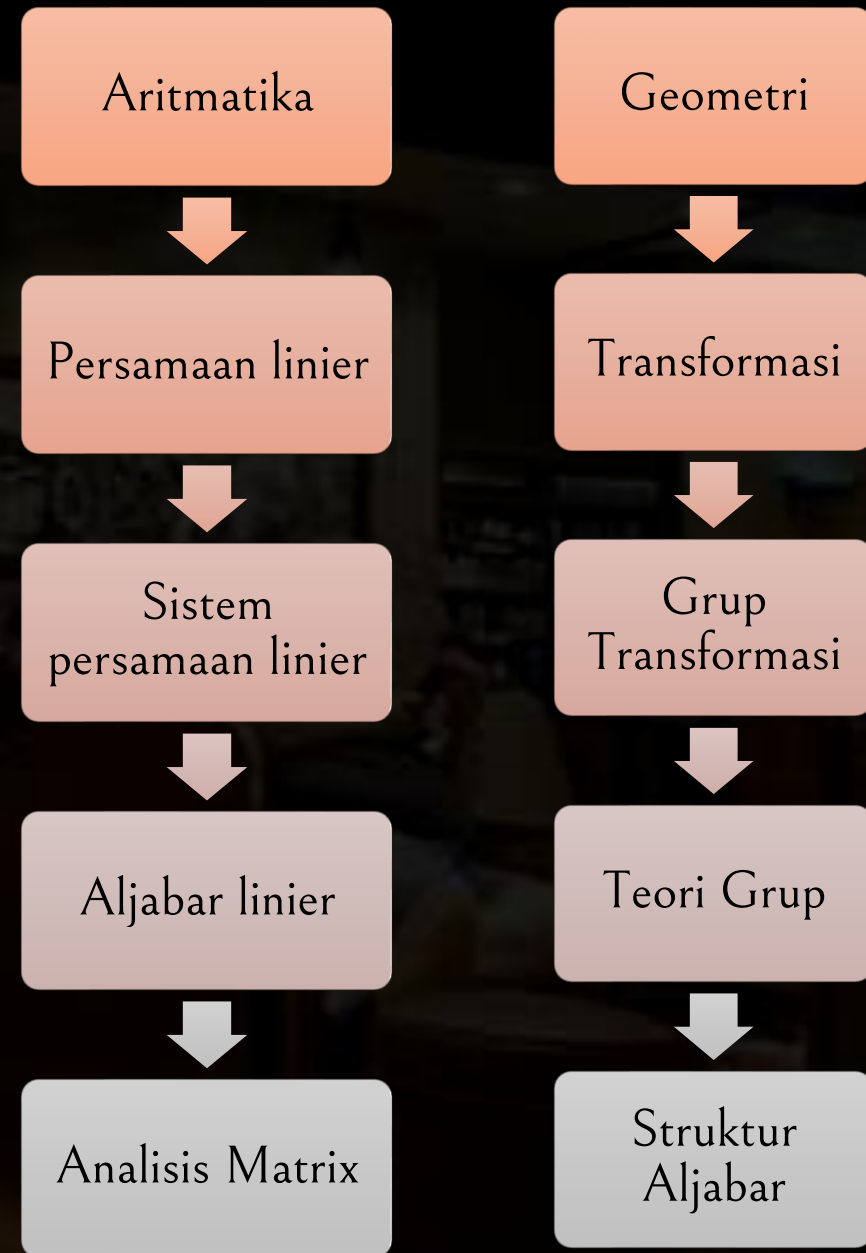 Aritmatika
Persamaan linier
Sistem
persamaan linier
Aljabar linier
Analisis Matrix
Geometri
Transformasi
Grup
Transformasi
Teori Grup
Struktur
Aljabar